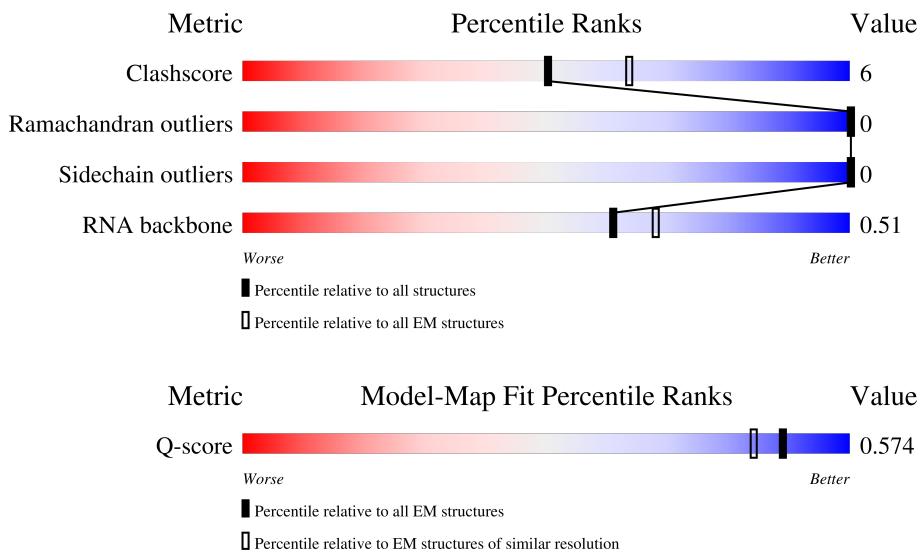 Metric Percentile Ranks Value
Clashscore 6
Ramachandran outliers 0
Sidechain outliers 0
RNA backbone 0.51
Worse Better
Percentile relative to all structures
Percentile relative to all EM structures
Metric Model-Map Fit Percentile Ranks Value
Q-score 0.574
Worse Better
Percentile relative to all EM structures
Percentile relative to EM structures of similar resolution